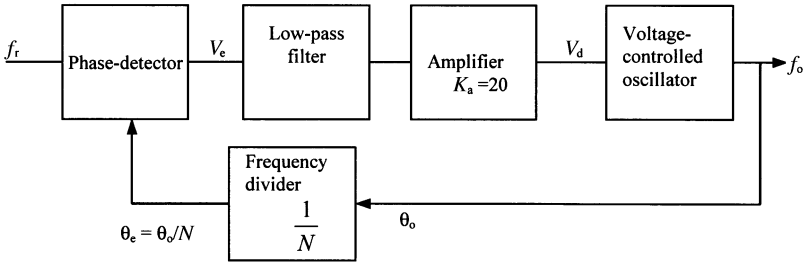 f_r
Phase-detector
V_e
Low-pass
filter
Amplifier
K_a =20
V_d
Voltage-
controlled
oscillator
f_o
Frequency
divider
1
N
θ_e = θ_o/N
θ_o